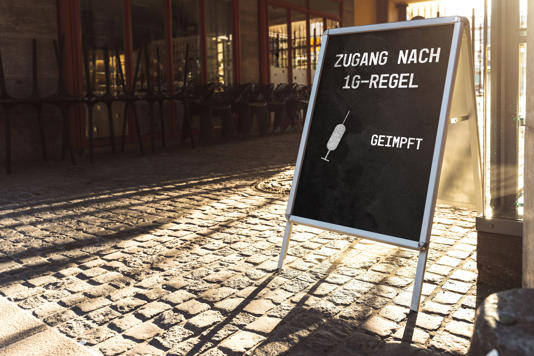 ZUGANG NACH
1G-REGEL
GEIMPFT